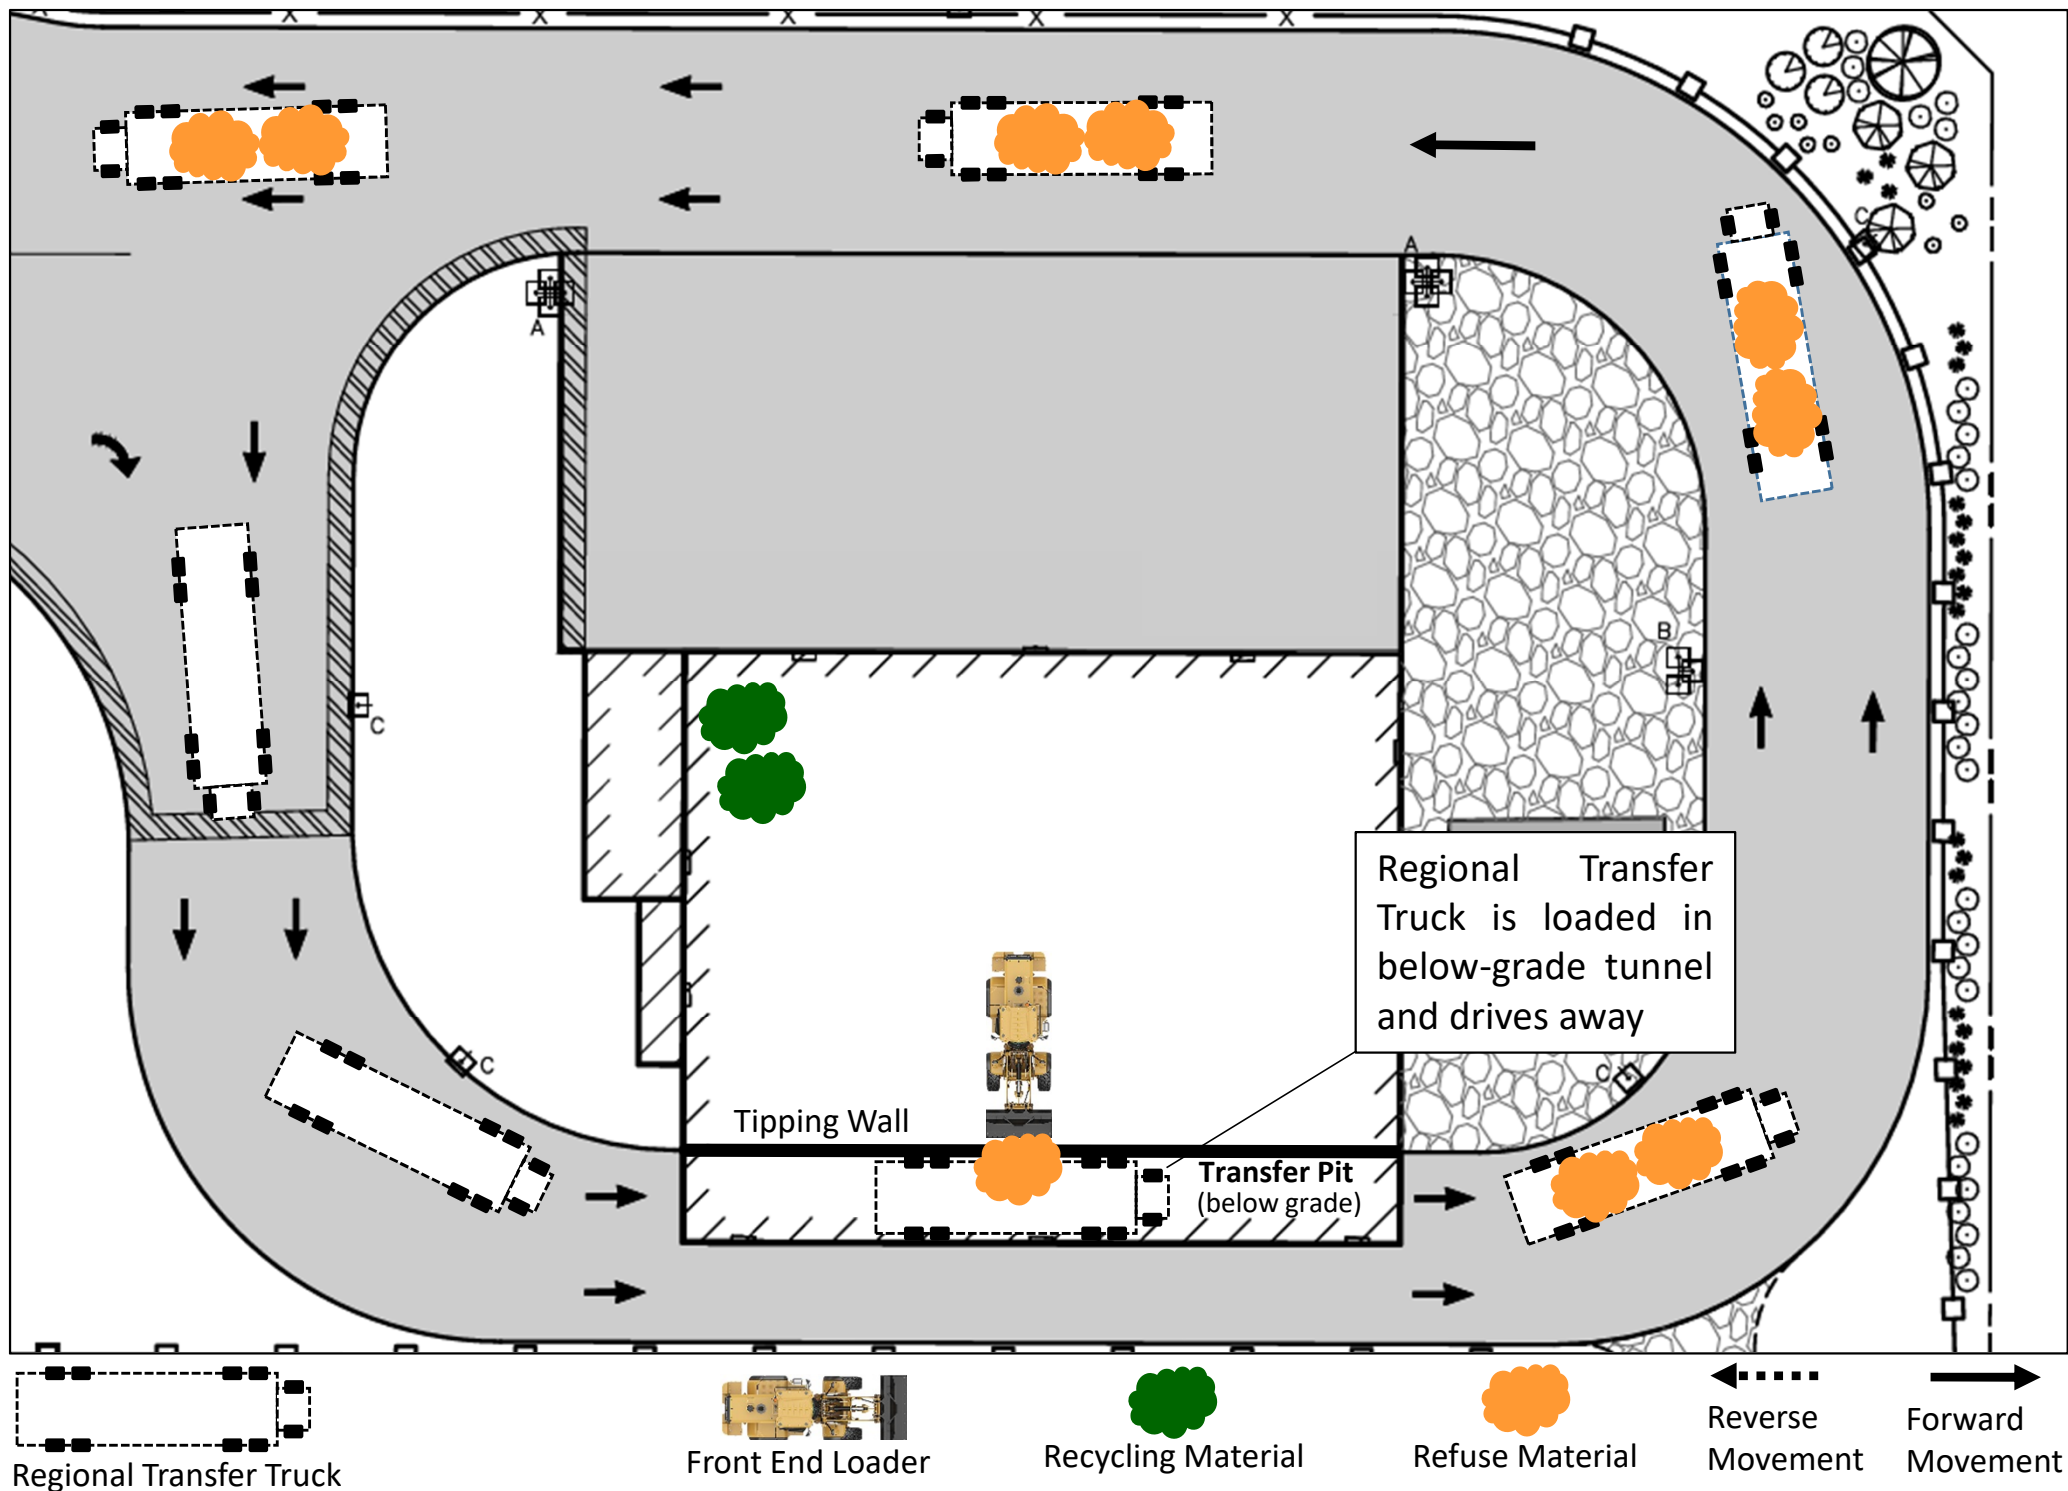 X X X X X
A
A
C
B
C
Regional Transfer
Truck is loaded in
below-grade tunnel
and drives away
C
C
Tipping Wall
Transfer Pit
(below grade)
Regional Transfer Truck
Front End Loader
Recycling Material
Refuse Material
Reverse
Movement
Forward
Movement